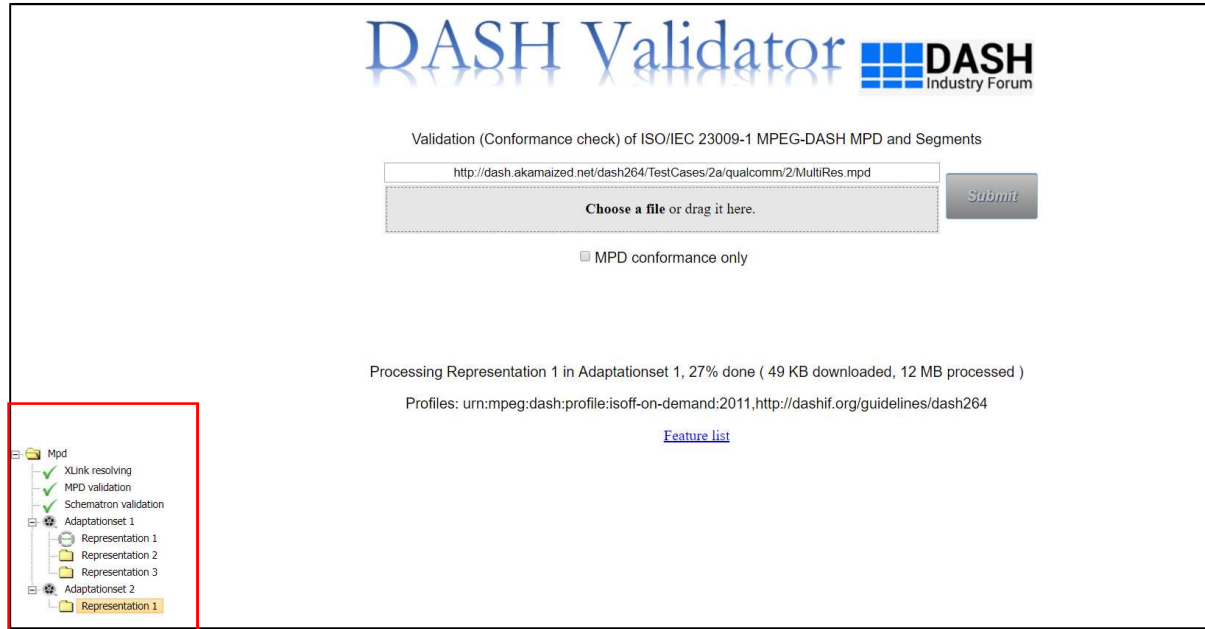 DASH Validator
DASH
Industry Forum
Validation (Conformance check) of ISO/IEC 23009-1 MPEG-DASH MPD and Segments
http://dash.akamaized.net/dash264/TestCases/2a/qualcomm/2/MultiRes.mpd
Submit
Choose a file or drag it here.
MPD conformance only
Processing Representation 1 in Adaptationset 1, 27% done ( 49 KB downloaded, 12 MB processed )
Profiles: urn:mpeg:dash:profile:isoff-on-demand:2011,http://dashif.org/guidelines/dash264
Feature list
Mpd
XLink resolving
MPD validation
Schematron validation
Adaptationset 1
Representation 1
Representation 2
Representation 3
Adaptationset 2
Representation 1